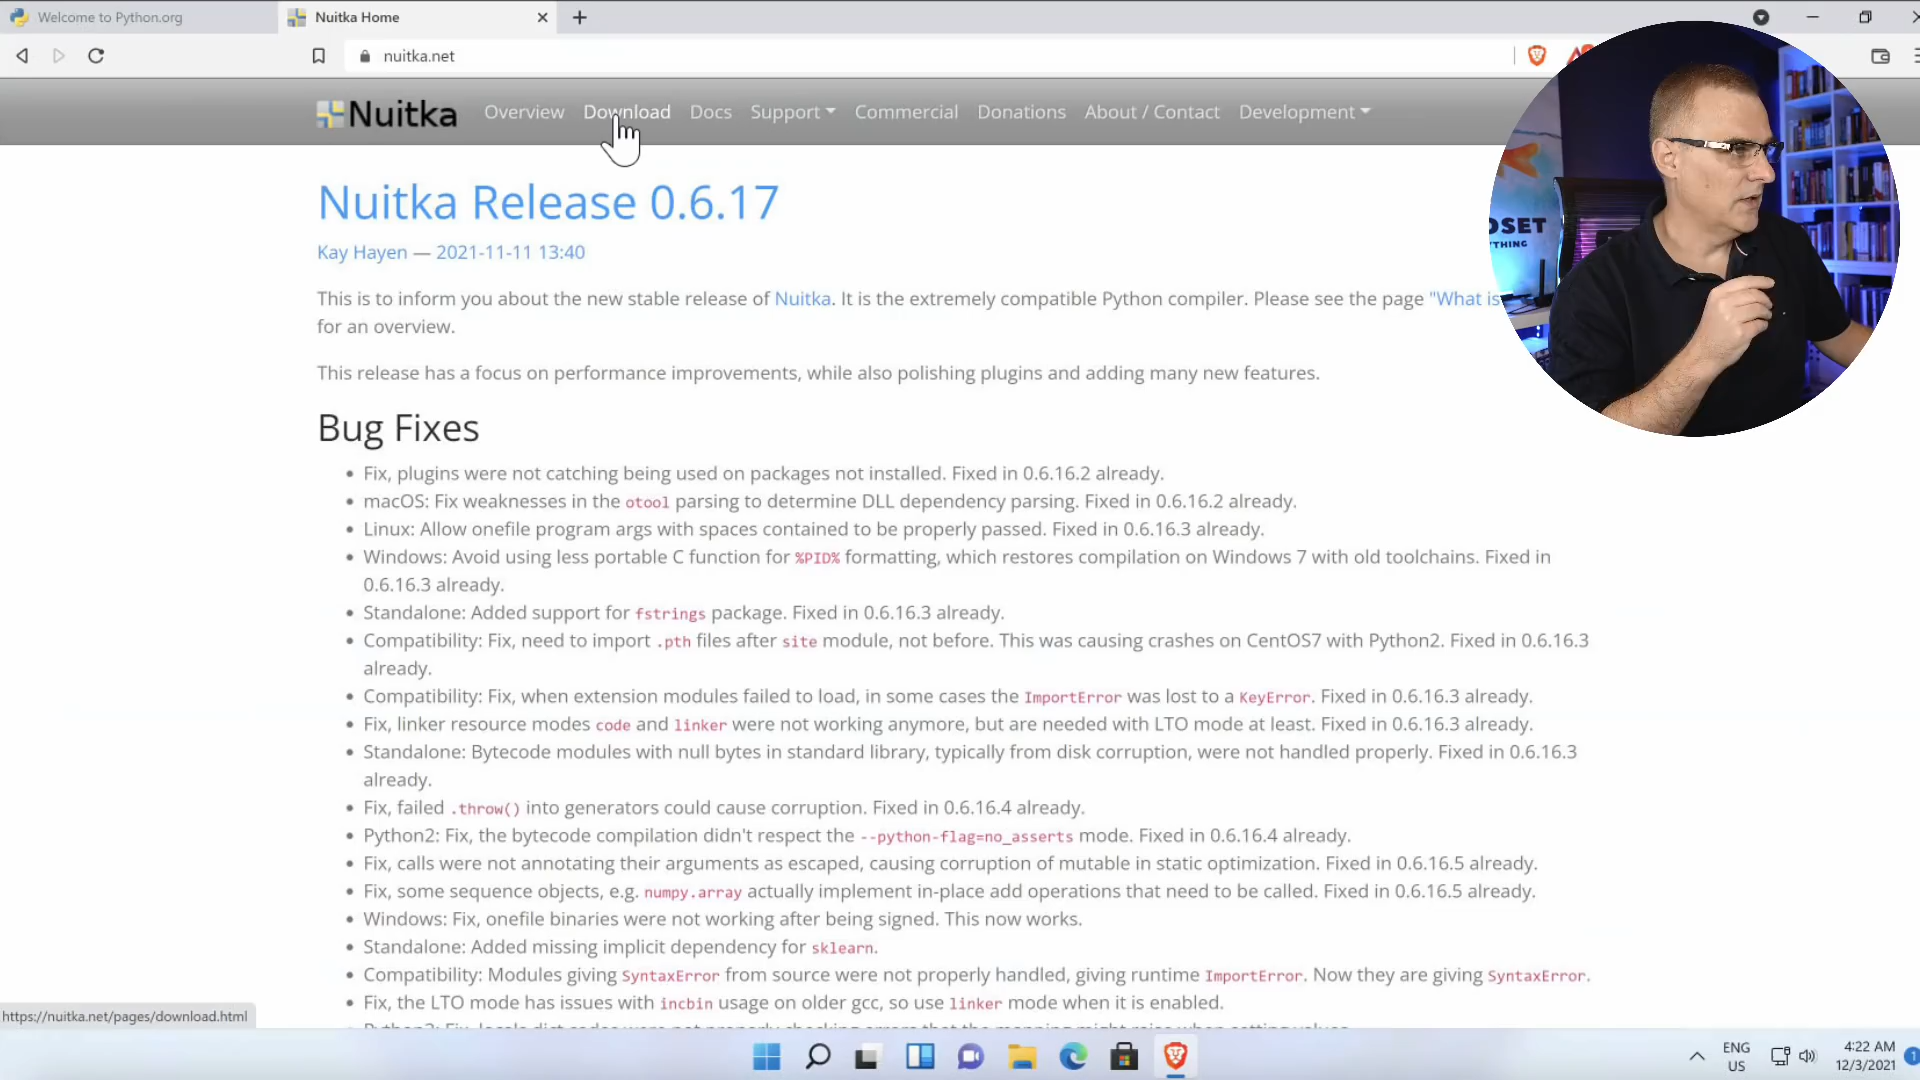 Welcome to Python.org
Nuitka Home
nuitka.net
Nuitka
Overview
Download
Docs
Support
Commercial
Donations
About / Contact
Development
Nuitka Release 0.6.17
Kay Hayen — 2021-11-11 13:40
This is to inform you about the new stable release of Nuitka. It is the extremely compatible Python compiler. Please see the page "What is
for an overview.
This release has a focus on performance improvements, while also polishing plugins and adding many new features.
Bug Fixes
• Fix, plugins were not catching being used on packages not installed. Fixed in 0.6.16.2 already.
• macOS: Fix weaknesses in the otool parsing to determine DLL dependency parsing. Fixed in 0.6.16.2 already.
• Linux: Allow onefile program args with spaces contained to be properly passed. Fixed in 0.6.16.3 already.
• Windows: Avoid using less portable C function for %PID% formatting, which restores compilation on Windows 7 with old toolchains. Fixed in
0.6.16.3 already.
• Standalone: Added support for fstrings package. Fixed in 0.6.16.3 already.
• Compatibility: Fix, need to import .pth files after site module, not before. This was causing crashes on CentOS7 with Python2. Fixed in 0.6.16.3
already.
• Compatibility: Fix, when extension modules failed to load, in some cases the ImportError was lost to a KeyError. Fixed in 0.6.16.3 already.
• Fix, linker resource modes code and linker were not working anymore, but are needed with LTO mode at least. Fixed in 0.6.16.3 already.
• Standalone: Bytecode modules with null bytes in standard library, typically from disk corruption, were not handled properly. Fixed in 0.6.16.3
already.
• Fix, failed .throw() into generators could cause corruption. Fixed in 0.6.16.4 already.
• Python2: Fix, the bytecode compilation didn't respect the --python-flag=no_asserts mode. Fixed in 0.6.16.4 already.
• Fix, calls were not annotating their arguments as escaped, causing corruption of mutable in static optimization. Fixed in 0.6.16.5 already.
• Fix, some sequence objects, e.g. numpy.array actually implement in-place add operations that need to be called. Fixed in 0.6.16.5 already.
• Windows: Fix, onefile binaries were not working after being signed. This now works.
• Standalone: Added missing implicit dependency for sklearn.
• Compatibility: Modules giving SyntaxError from source were not properly handled, giving runtime ImportError. Now they are giving SyntaxError.
• Fix, the LTO mode has issues with incbin usage on older gcc, so use linker mode when it is enabled.
https://nuitka.net/pages/download.html
ENG
US
4:22 AM
12/3/2021
1